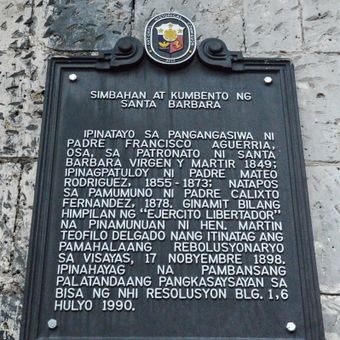 SIMBAHAN AT KUMBENTO NG
SANTA BARBARA
IPINATAYO SA PANGANGASIWA NI
PADRE FRANCISCO AGUERRIA,
OSA, SA PATRONATO NI SANTA
BARBARA VIRGEN Y MARTIR 1849;
IPINAGPATULOY NI PADRE MATEO
RODRIGUEZ, 1855-1873; NATAPOS
SA PAMUMUNO NI PADRE CALIXTO
FERNANDEZ, 1878. GINAMIT BILANG
HIMPILAN NG "EJERCITO LIBERTADOR"
NA PINAMUNUAN NI HEN. MARTIN
TEOFILO DELGADO NANG ITINATAG ANG
PAMAHALAANG REBOLUSYONARYO
SA VISAYAS, 17 NOBYEMBRE 1898.
IPINAHAYAG NA PAMBANSANG
PALATANDAANG PANGKASAYSAYAN SA
BISA NG NHI RESOLUSYON BLG. 1, 6
HULYO 1990.